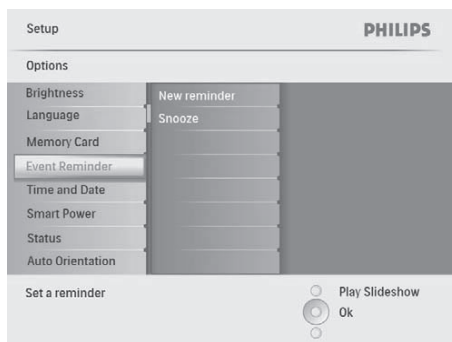 Setup
PHILIPS
Options
Brightness
Language
Memory Card
Event Reminder
Time and Date
Smart Power
Status
Auto Orientation
New reminder
Snooze
Set a reminder
Play Slideshow
Ok